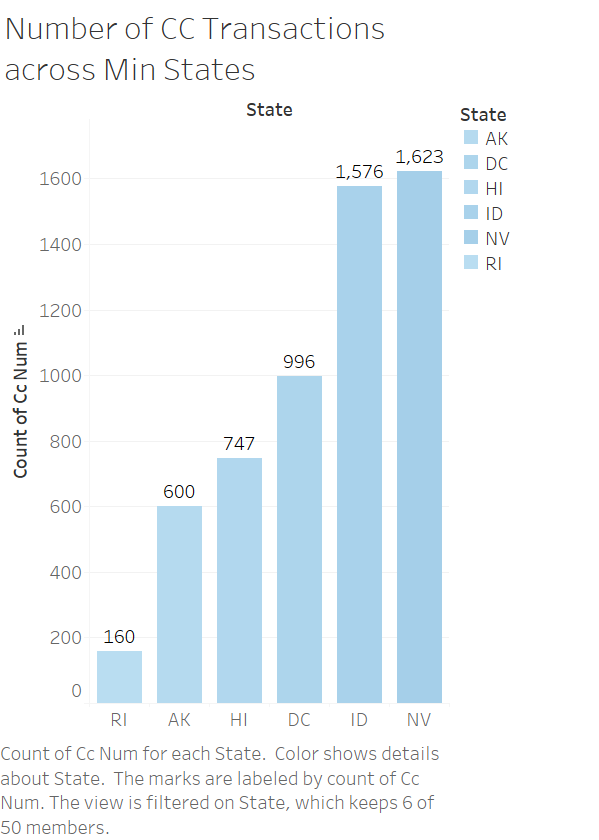 Number of CC Transactions
across Min States
State
State
AK
DC
HI
ID
NV
RI
Count of Cc Num
1600
1400
1200
1000
800
600
400
200
0
160
600
747
996
1,576
1,623
RI AK HI DC ID NV
Count of Cc Num for each State.  Color shows details
about State.  The marks are labeled by count of Cc
Num. The view is filtered on State, which keeps 6 of
50 members.